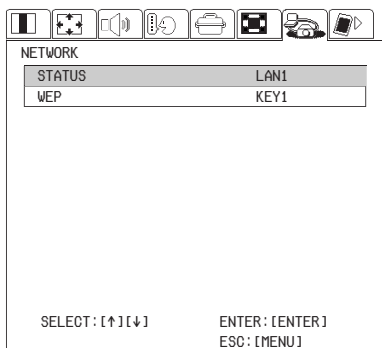 NETWORK
STATUS LAN1
WEP KEY1
SELECT:[↑][↓] ENTER:[ENTER]
ESC:[MENU]